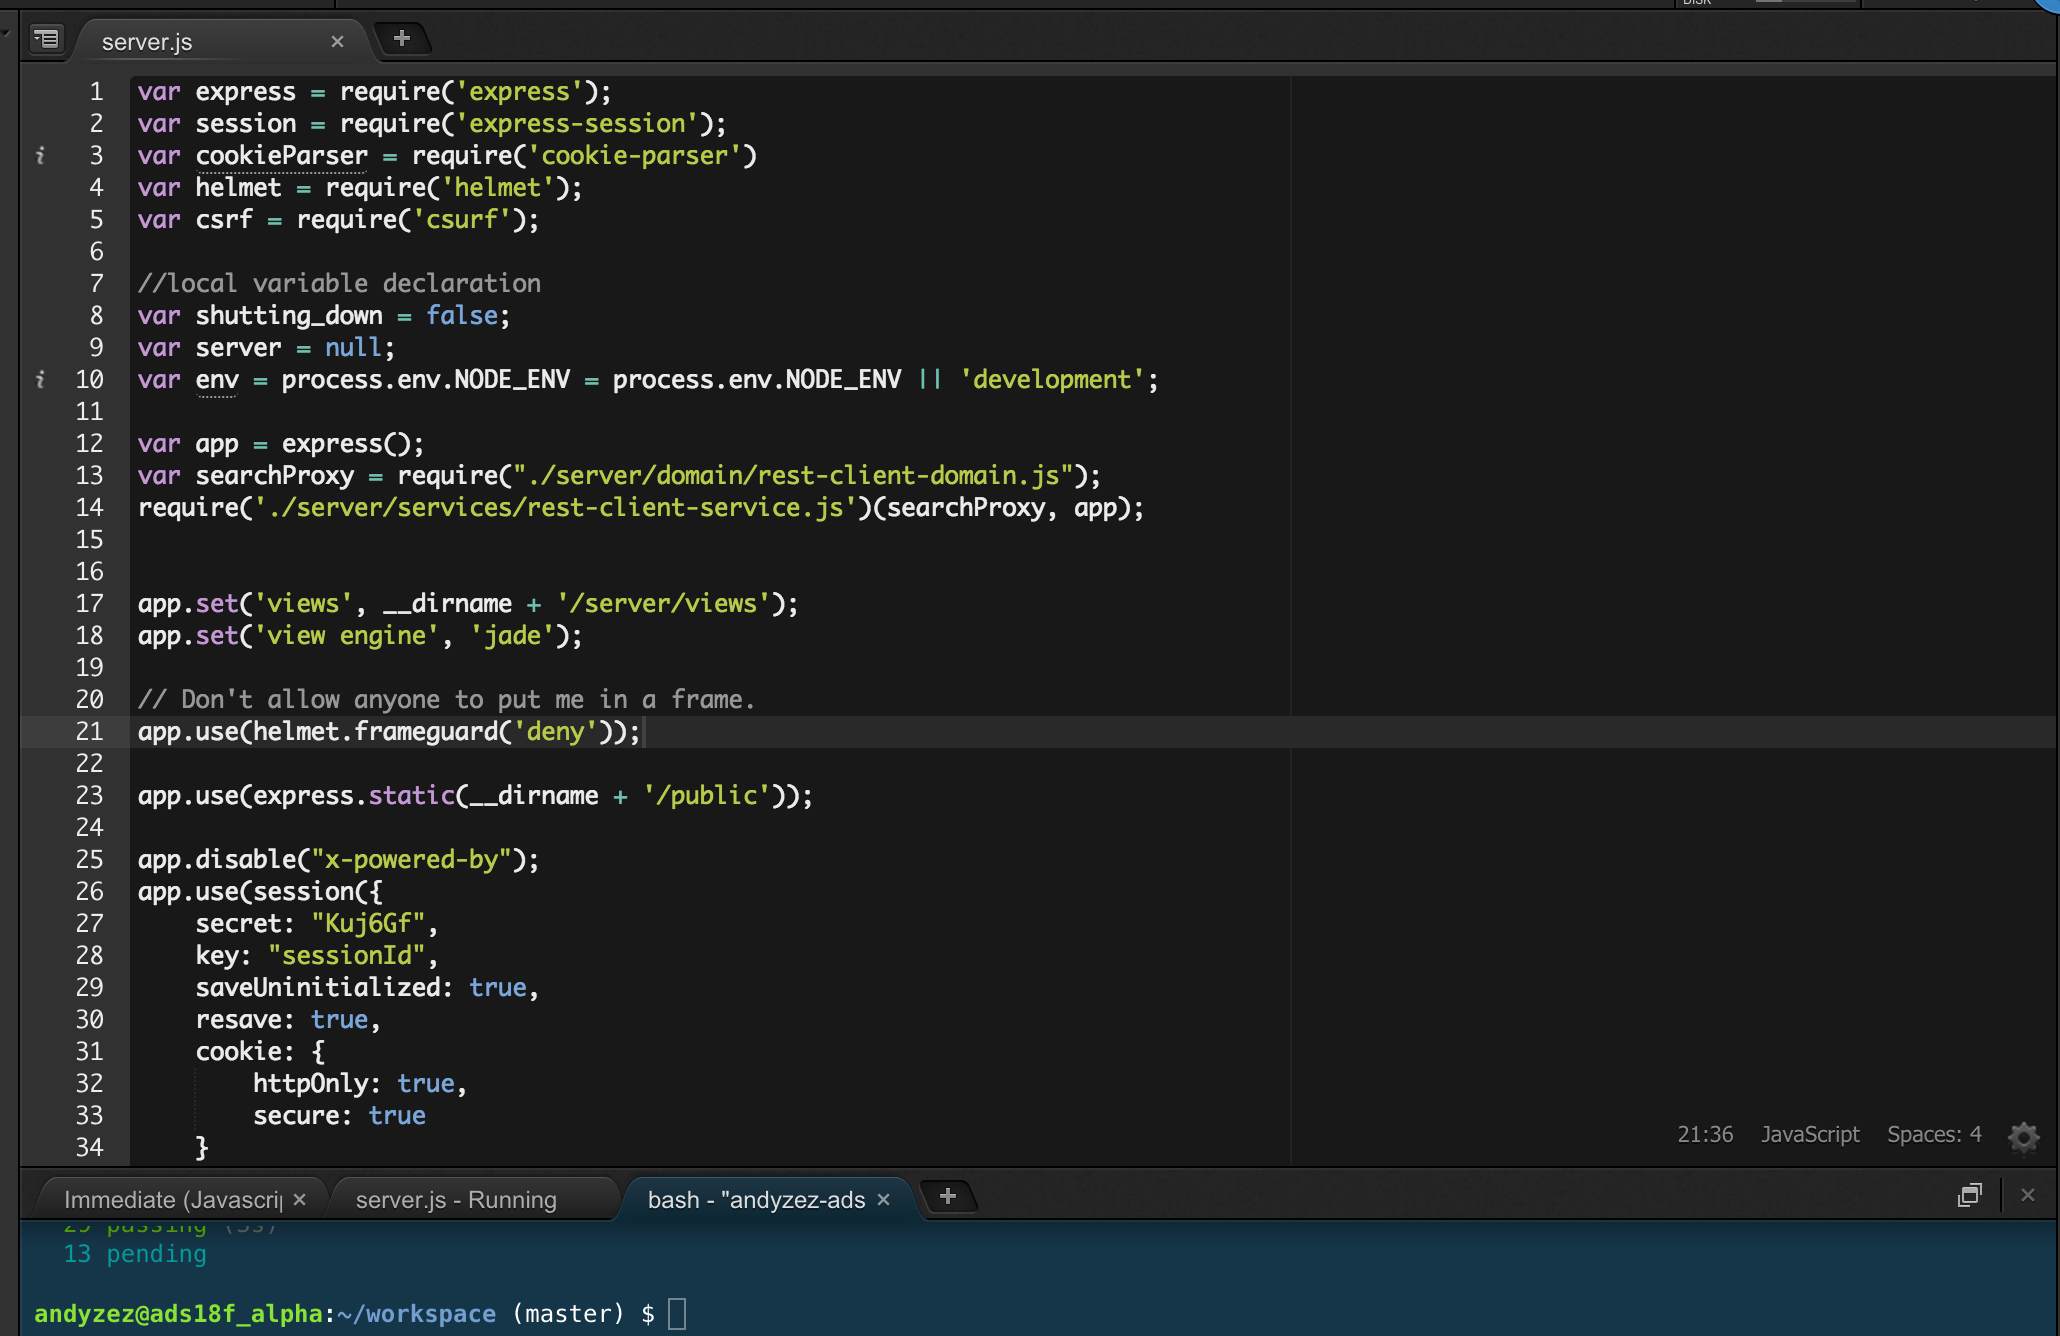 DISK
server.js
1 var express = require('express');
2 var session = require('express-session');
3 var cookieParser = require('cookie-parser')
4 var helmet = require('helmet');
5 var csrf = require('csurf');
6
7 //local variable declaration
8 var shutting_down = false;
9 var server = null;
10 var env = process.env.NODE_ENV = process.env.NODE_ENV || 'development';
11
12 var app = express();
13 var searchProxy = require("./server/domain/rest-client-domain.js");
14 require('./server/services/rest-client-service.js')(searchProxy, app);
15
16
17 app.set('views', __dirname + '/server/views');
18 app.set('view engine', 'jade');
19
20 // Don't allow anyone to put me in a frame.
21 app.use(helmet.frameguard('deny'));
22
23 app.use(express.static(__dirname + '/public'));
24
25 app.disable("x-powered-by");
26 app.use(session({
27     secret: "Kuj6Gf",
28     key: "sessionId",
29     saveUninitialized: true,
30     resave: true,
31     cookie: {
32         httpOnly: true,
33         secure: true
34     }
21:36 JavaScript Spaces: 4
Immediate (Javascrip server.js - Running bash - "andyzez-ads
passing
13 pending
andyzez@ads18f_alpha:~/workspace (master) $